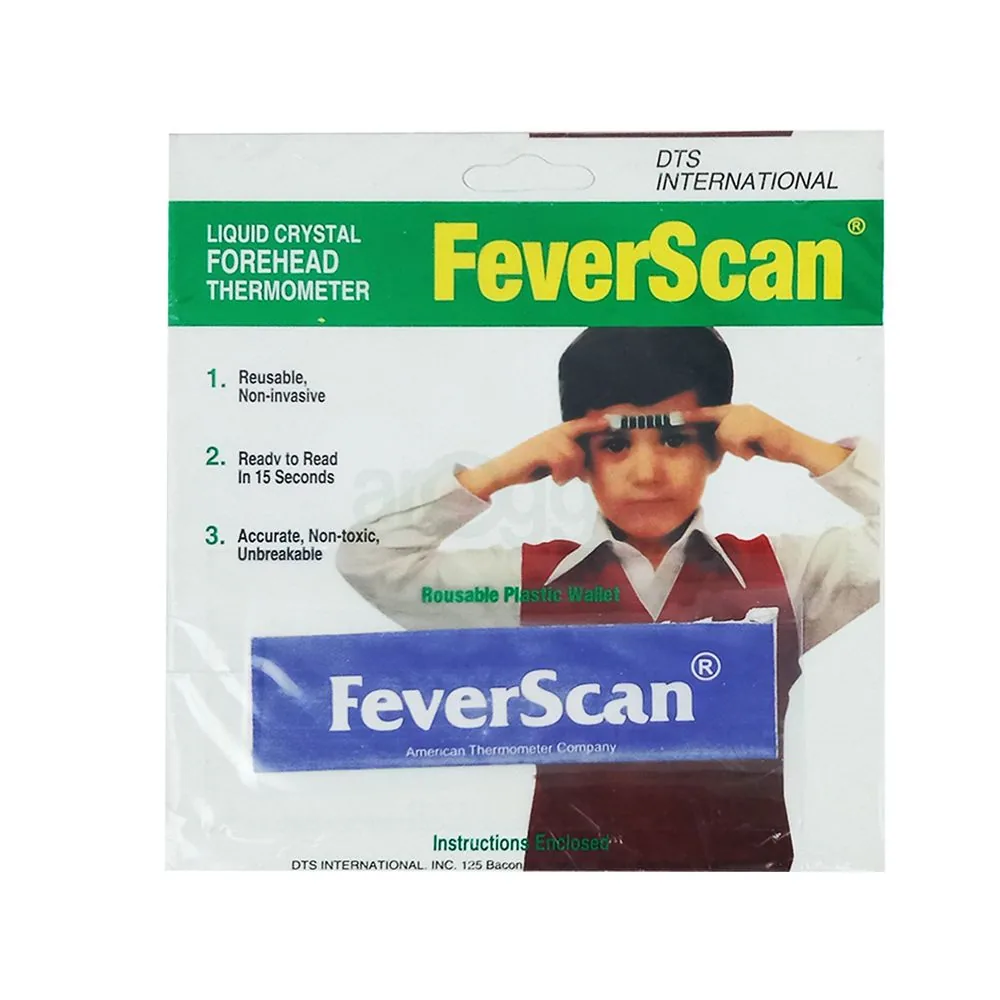 DTS
INTERNATIONAL
LIQUID CRYSTAL
FOREHEAD
THERMOMETER
FeverScan®
1. Reusable,
Non-invasive
2. Readv to Read
In 15 Seconds
3. Accurate, Non-toxic,
Unbreakable
arogga
Rousable Plastic Wallet
FeverScan®
American Thermometer Company
Instructions Enclosed
DTS INTERNATIONAL. INC. 125 Bacon